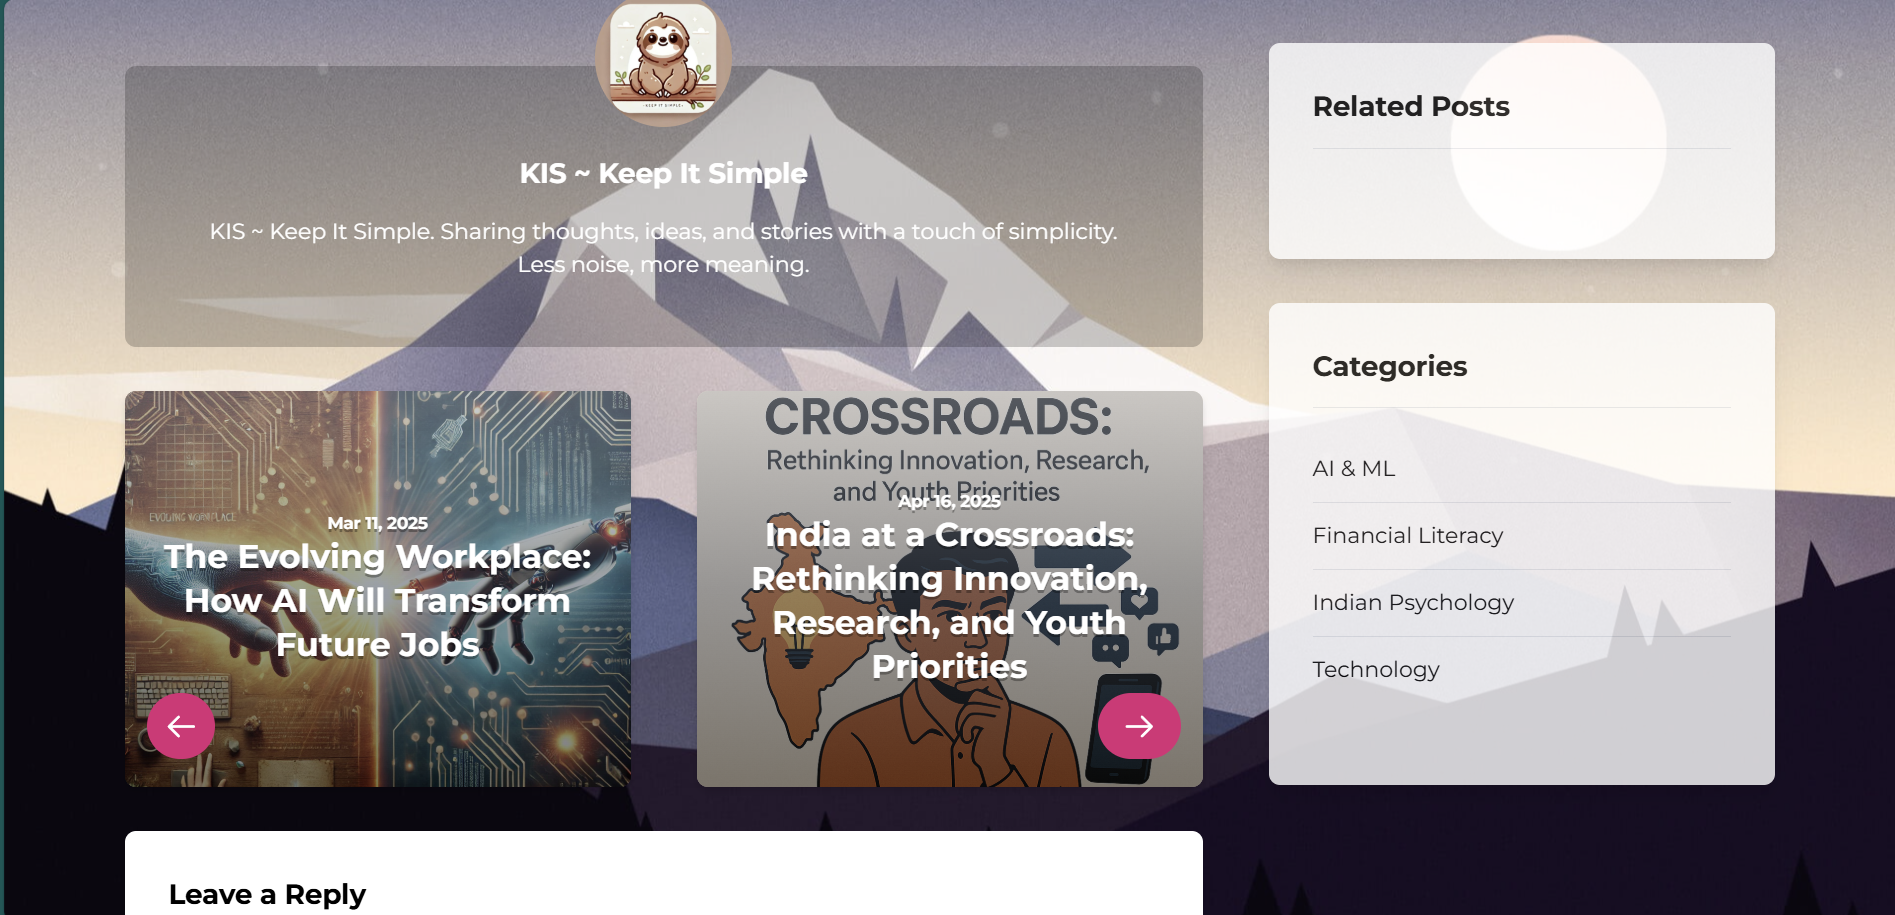 KEEP IT SIMPLE
KIS ~ Keep It Simple
KIS ~ Keep It Simple. Sharing thoughts, ideas, and stories with a touch of simplicity.
Less noise, more meaning.
EVOLVING WORKPLACE
Mar 11, 2025
The Evolving Workplace:
How AI Will Transform
Future Jobs
CROSSROADS:
Rethinking Innovation, Research,
and Youth Priorities
Apr 16, 2025
India at a Crossroads:
Rethinking Innovation,
Research, and Youth
Priorities
Leave a Reply
Related Posts
Categories
AI & ML
Financial Literacy
Indian Psychology
Technology